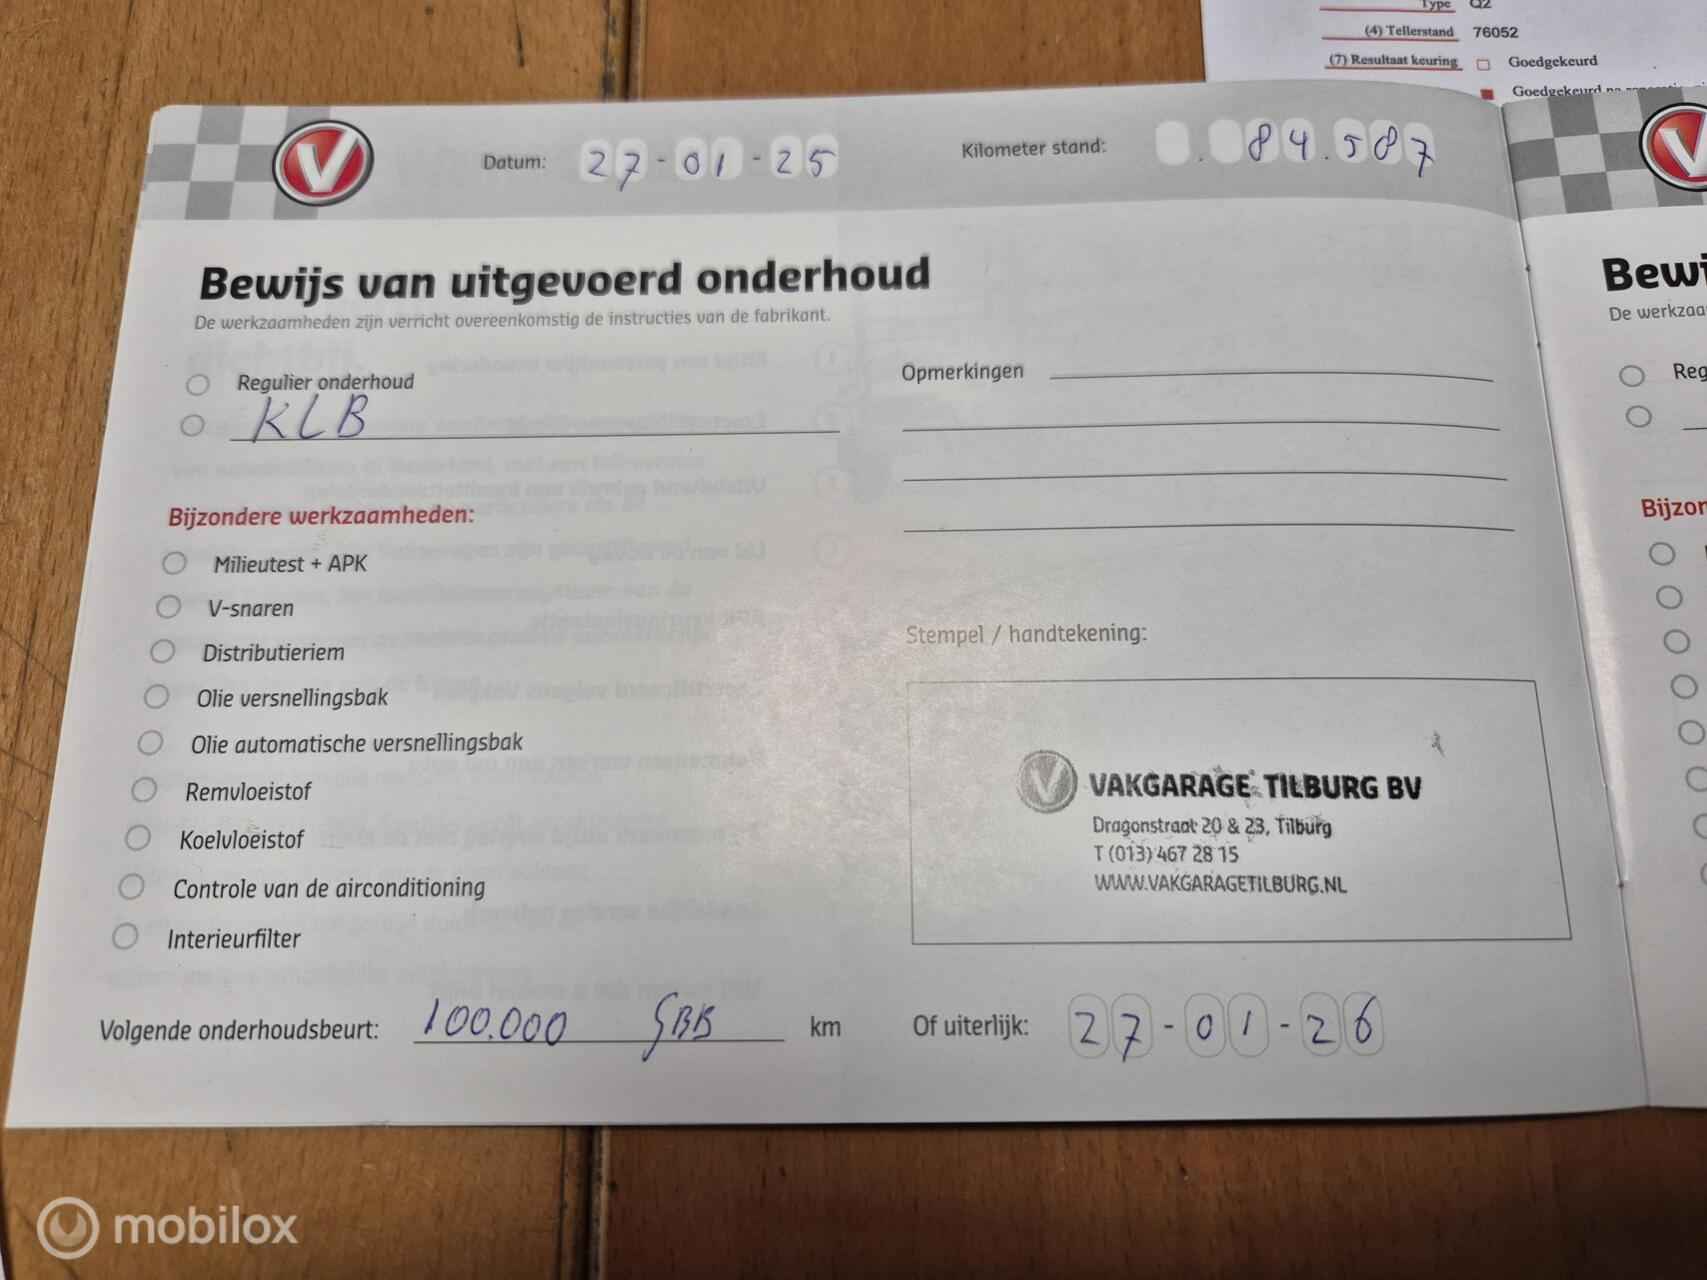 Type Q2
(4) Tellerstand 76052
(7) Resultaat keuring Goedgekeurd
Goedgekeurd na
Datum: 27-01-25 Kilometer stand: 84.587
Bewijs van uitgevoerd onderhoud
De werkzaamheden zijn verricht overeenkomstig de instructies van de fabrikant.
Regulier onderhoud
KLB
Opmerkingen
Bijzondere werkzaamheden:
Milieutest + APK
V-snaren
Distributieriem
Olie versnellingsbak
Olie automatische versnellingsbak
Remvloeistof
Koelvloeistof
Controle van de airconditioning
Interieurfilter
Stempel / handtekening:
VAKGARAGE TILBURG BV
Dragonstraat 20 & 23, Tilburg
T (013) 467 28 15
WWW.VAKGARAGETILBURG.NL
Volgende onderhoudsbeurt: 100.000 GBB km Of uiterlijk: 27-01-26
Bewi
De werkzaa
Reg
Bijzon
mobilox